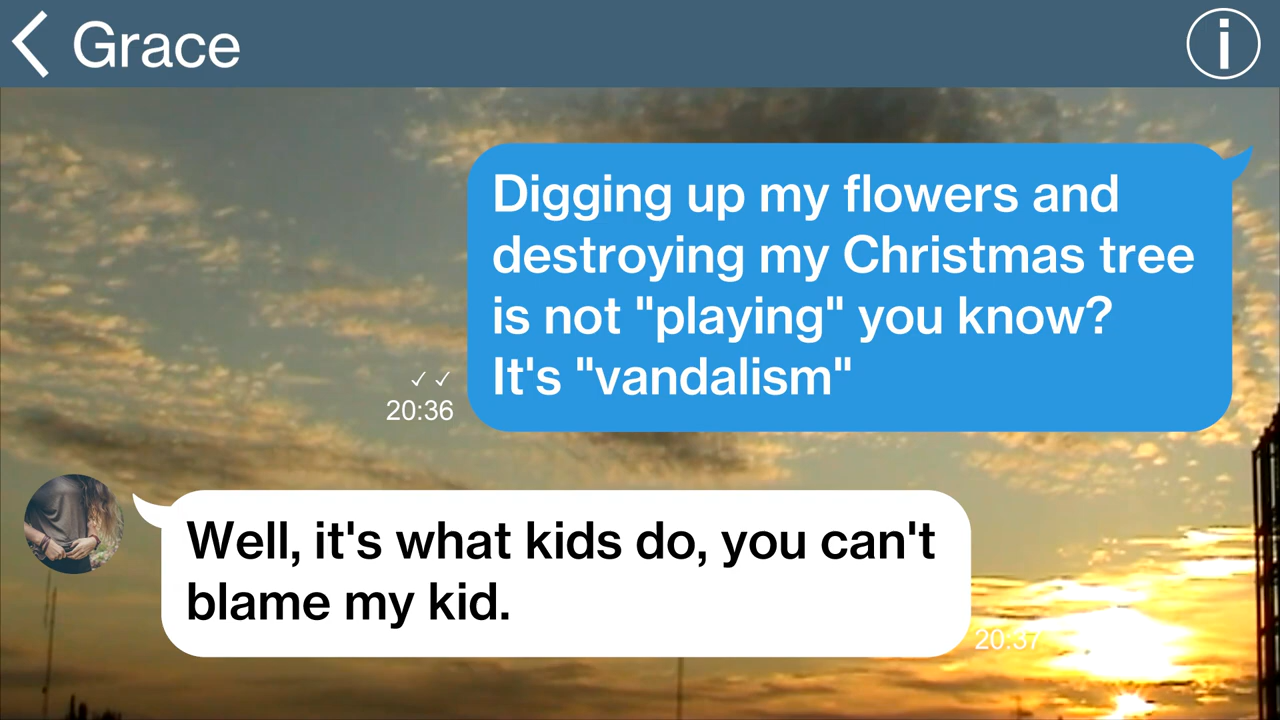 Grace
Digging up my flowers and
destroying my Christmas tree
is not "playing" you know?
It's "vandalism"
✓✓
20:36
Well, it's what kids do, you can't
blame my kid.
20:37